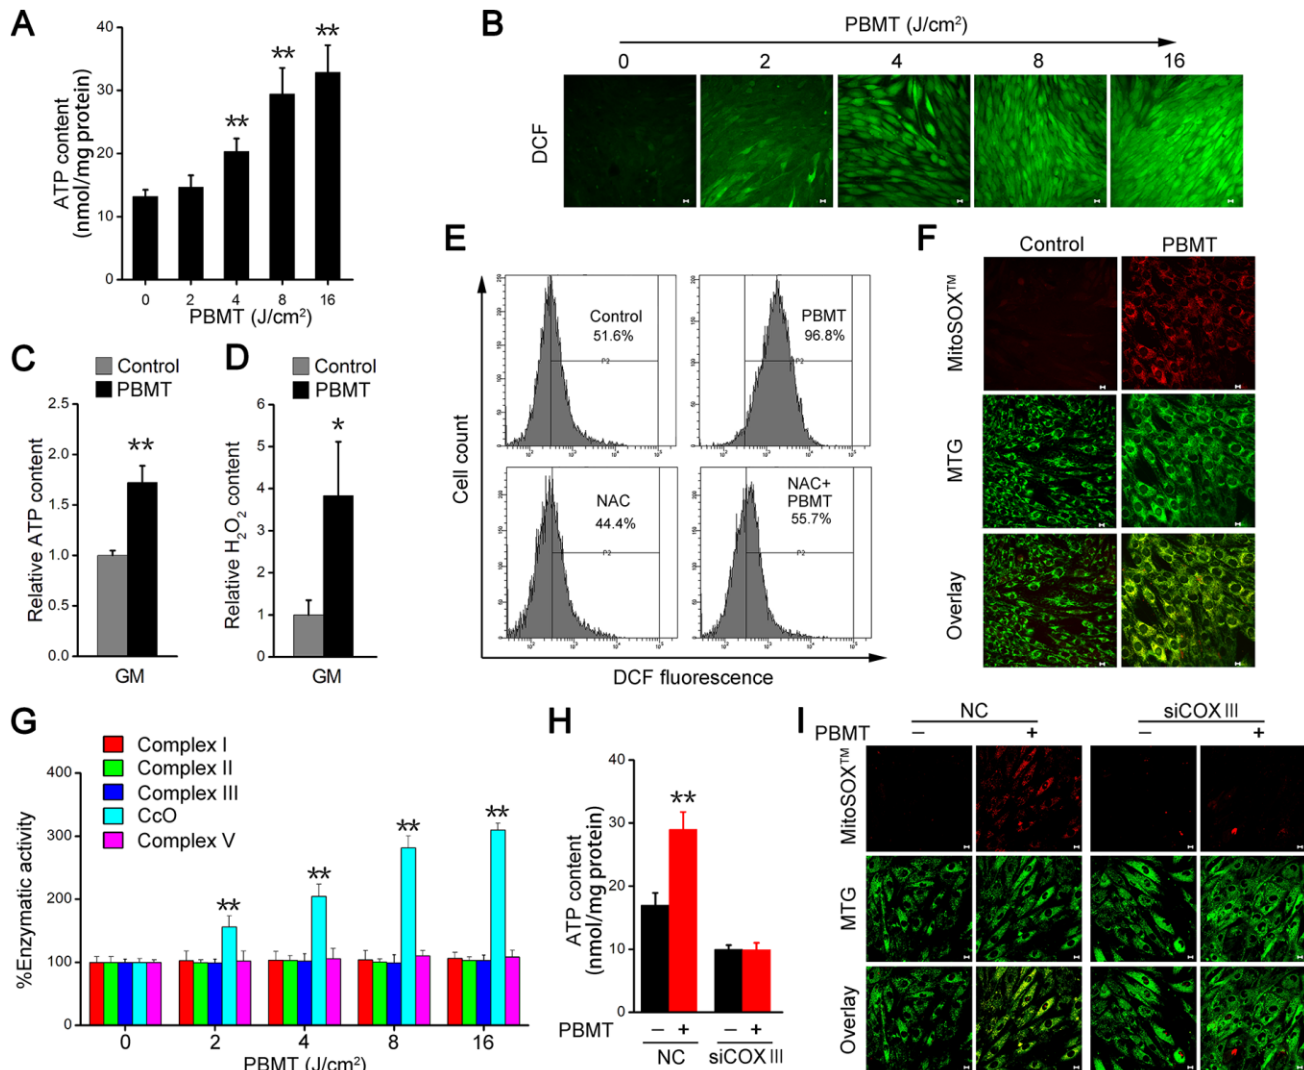 A
ATP content
(nmol/mg protein)
40
30
20
10
0
**
**
**
0 2 4 8 16
PBMT (J/cm²)
B
PBMT (J/cm²)
0 2 4 8 16
DCF
C
Control
PBMT
Relative ATP content
2.5
2.0
1.5
1.0
0.5
0.0
**
GM
D
Control
PBMT
Relative H₂O₂ content
6
5
4
3
2
1
0
*
GM
E
Cell count
Control
51.6%
P2
PBMT
96.8%
P2
NAC
44.4%
P2
NAC+
PBMT
55.7%
P2
DCF fluorescence
F
Control PBMT
MitoSOX™
MTG
Overlay
G
Complex I
Complex II
Complex III
CcO
Complex V
%Enzymatic activity
400
300
200
100
0
**
**
**
**
0 2 4 8 16
PBMT (J/cm²)
H
ATP content
(nmol/mg protein)
40
30
20
10
0
**
PBMT − + − +
NC siCOX III
I
NC siCOX III
PBMT − + − +
MitoSOX™
MTG
Overlay